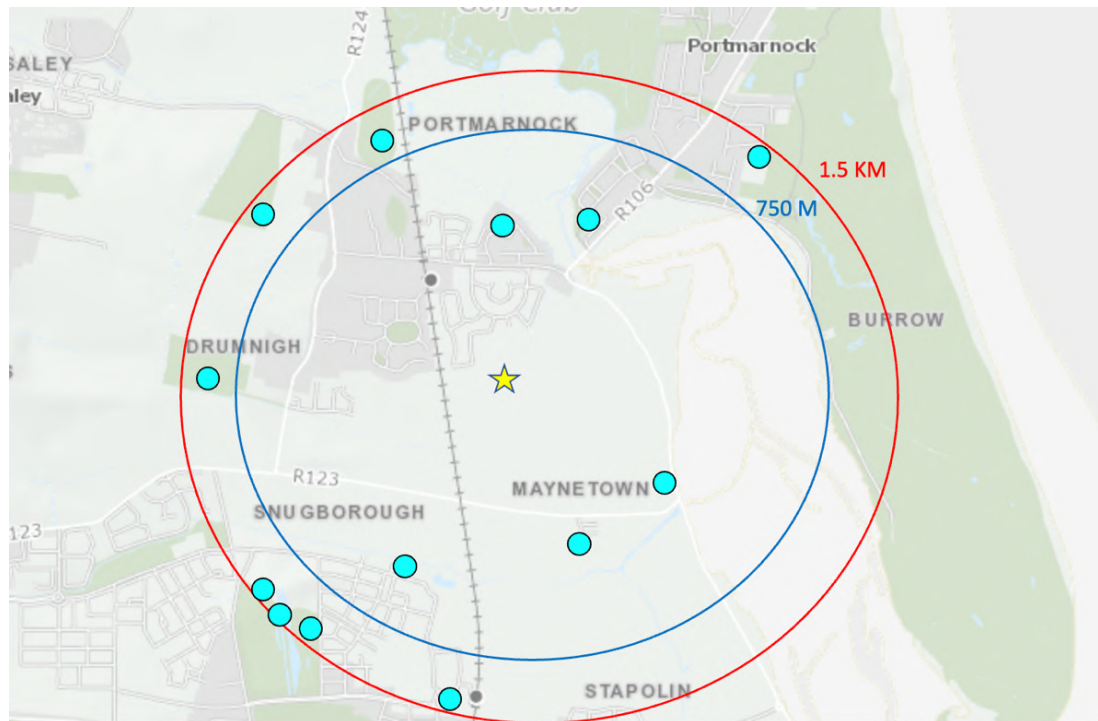 Golf Club
R124
SALEY
Portmarnock
aley
PORTMARNOCK
1.5 KM
R106
750 M
BURROW
DRUMNIGH
R123
MAYNETOWN
SNUGBOROUGH
123
STAPOLIN